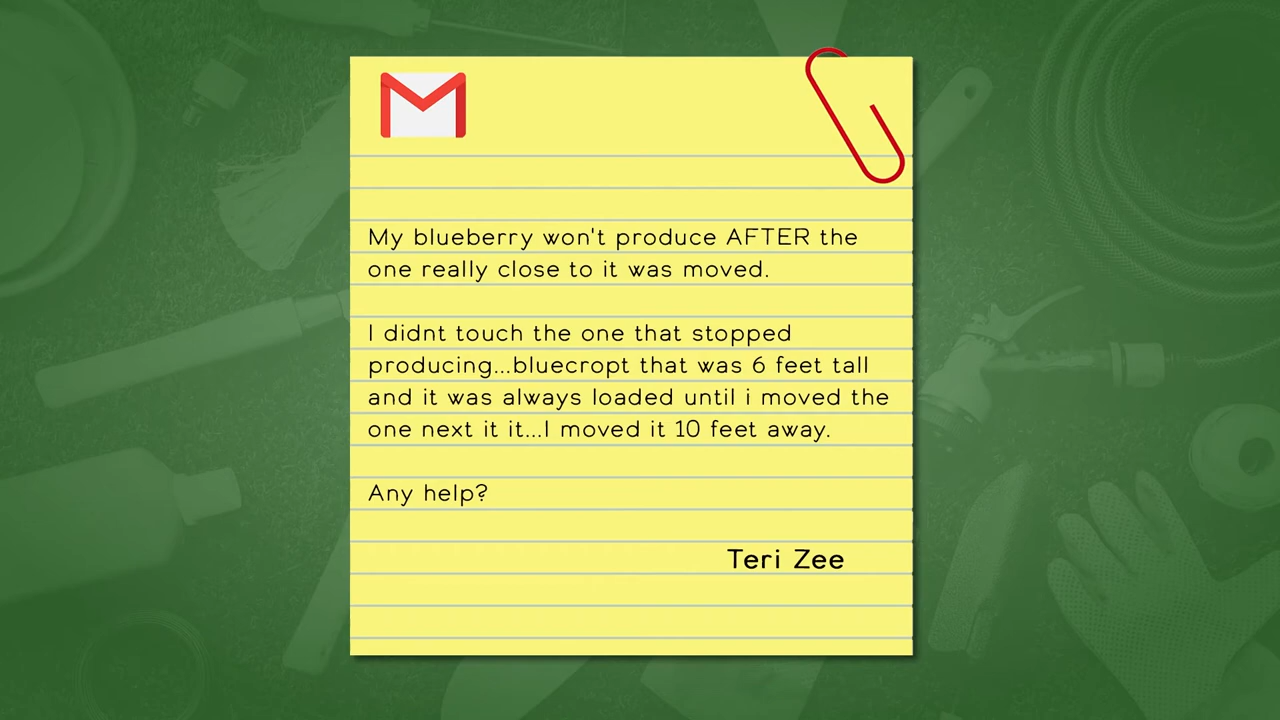 My blueberry won't produce AFTER the
one really close to it was moved.
I didnt touch the one that stopped
producing...bluecropt that was 6 feet tall
and it was always loaded until i moved the
one next it it...I moved it 10 feet away.
Any help?
Teri Zee